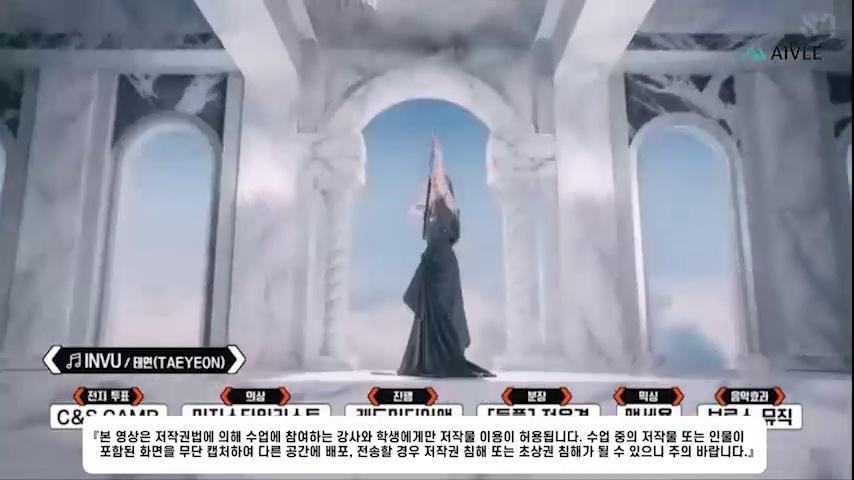 AIVLE
INVU / 태연(TAEYEON)
전지 투표 의상 진행 분장 믹싱 음악효과
C&S CAMP
『본 영상은 저작권법에 의해 수업에 참여하는 강사와 학생에게만 저작물 이용이 허용됩니다. 수업 중의 저작물 또는 인물이
포함된 화면을 무단 캡처하여 다른 공간에 배포, 전송할 경우 저작권 침해 또는 초상권 침해가 될 수 있으니 주의 바랍니다.』